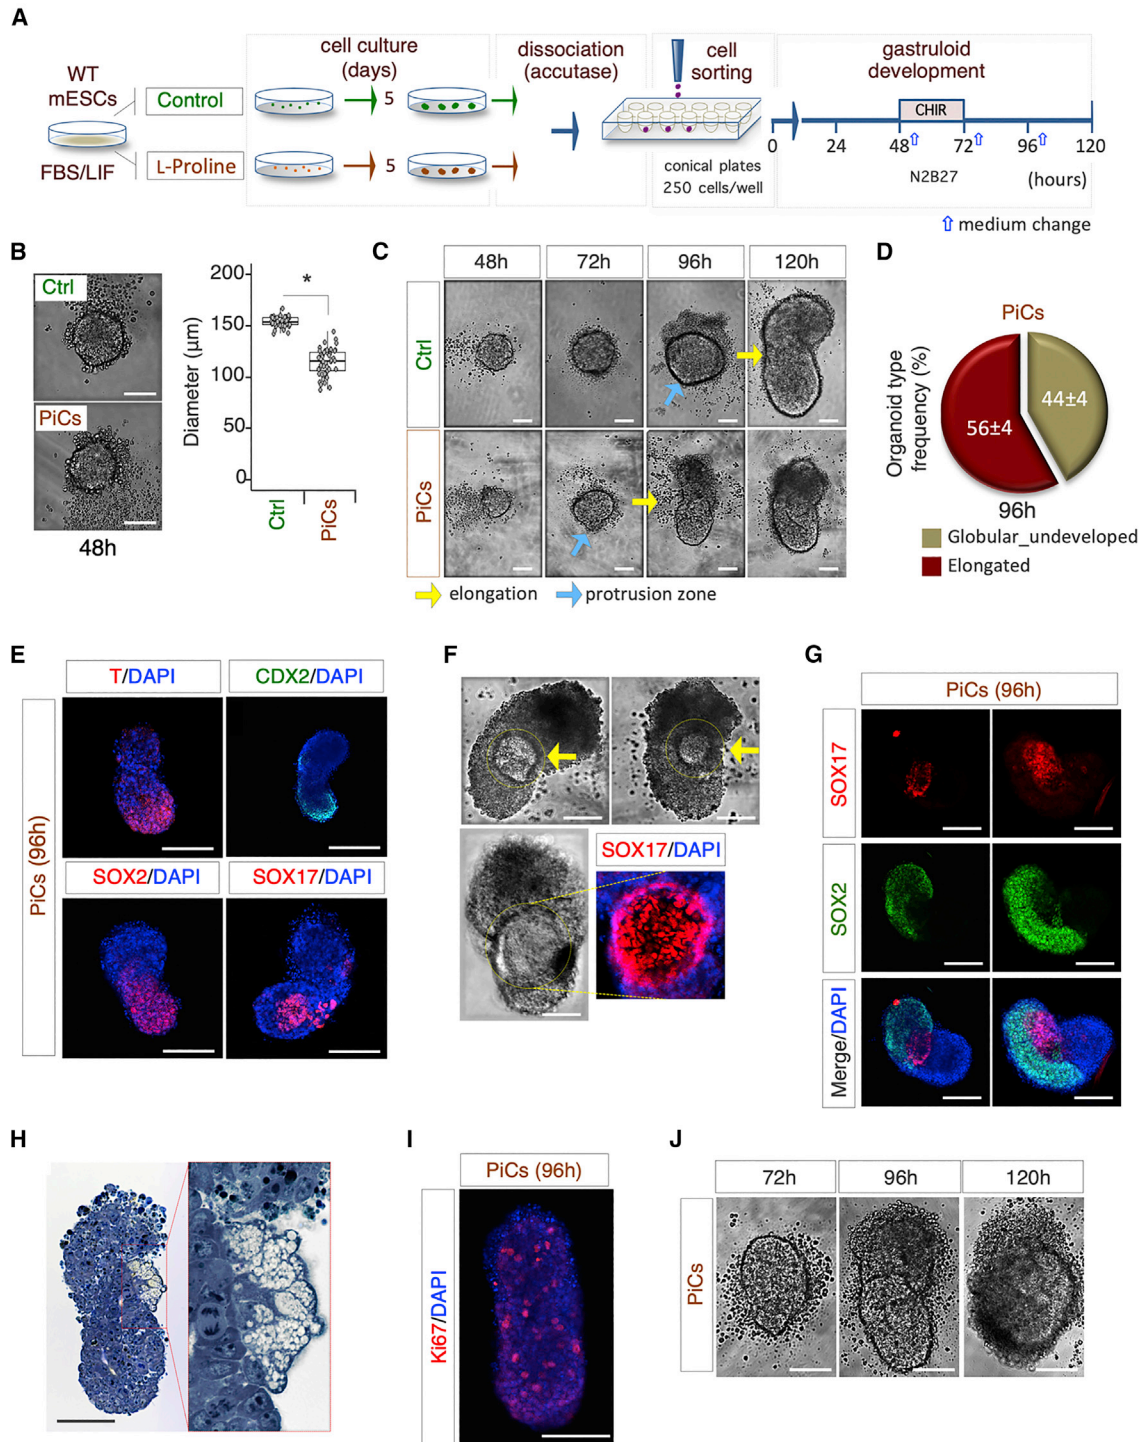 A
WT
mESCs
FBS/LIF
Control
L-Proline
cell culture
(days)
5
5
dissociation
(accutase)
cell
sorting
conical plates
250 cells/well
gastruloid
development
CHIR
0 24 48 72 96 120
N2B27 (hours)
medium change
B
Ctrl
PiCs
48h
Diameter (µm)
200
150
100
50
0
*
Ctrl
PiCs
C
48h 72h 96h 120h
Ctrl
PiCs
elongation protrusion zone
D
PiCs
Organoid type
frequency (%)
56±4
44±4
96h
Globular_undeveloped
Elongated
E
PiCs (96h)
T/DAPI CDX2/DAPI
SOX2/DAPI SOX17/DAPI
F
SOX17/DAPI
G
PiCs (96h)
SOX17
SOX2
Merge/DAPI
H
I
PiCs (96h)
Ki67/DAPI
J
72h 96h 120h
PiCs